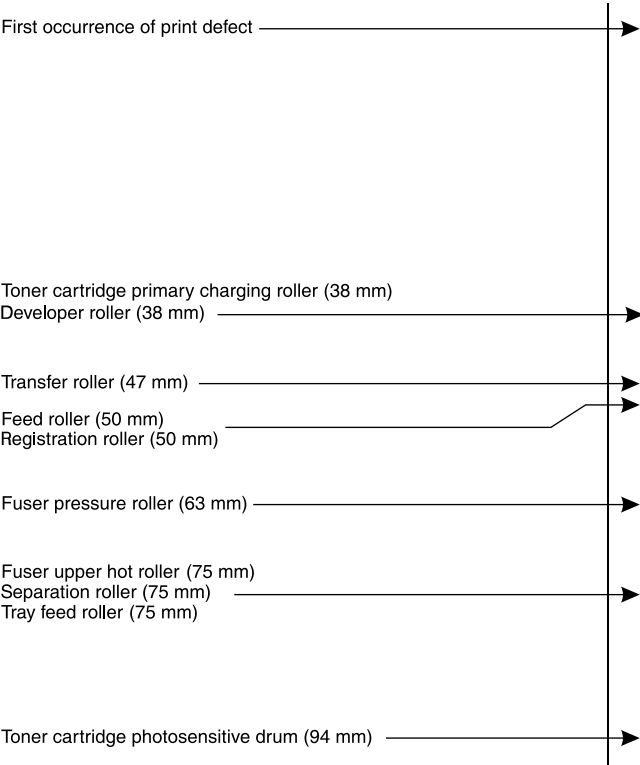 First occurrence of print defect
Toner cartridge primary charging roller (38 mm)
Developer roller (38 mm)
Transfer roller (47 mm)
Feed roller (50 mm)
Registration roller (50 mm)
Fuser pressure roller (63 mm)
Fuser upper hot roller (75 mm)
Separation roller (75 mm)
Tray feed roller (75 mm)
Toner cartridge photosensitive drum (94 mm)